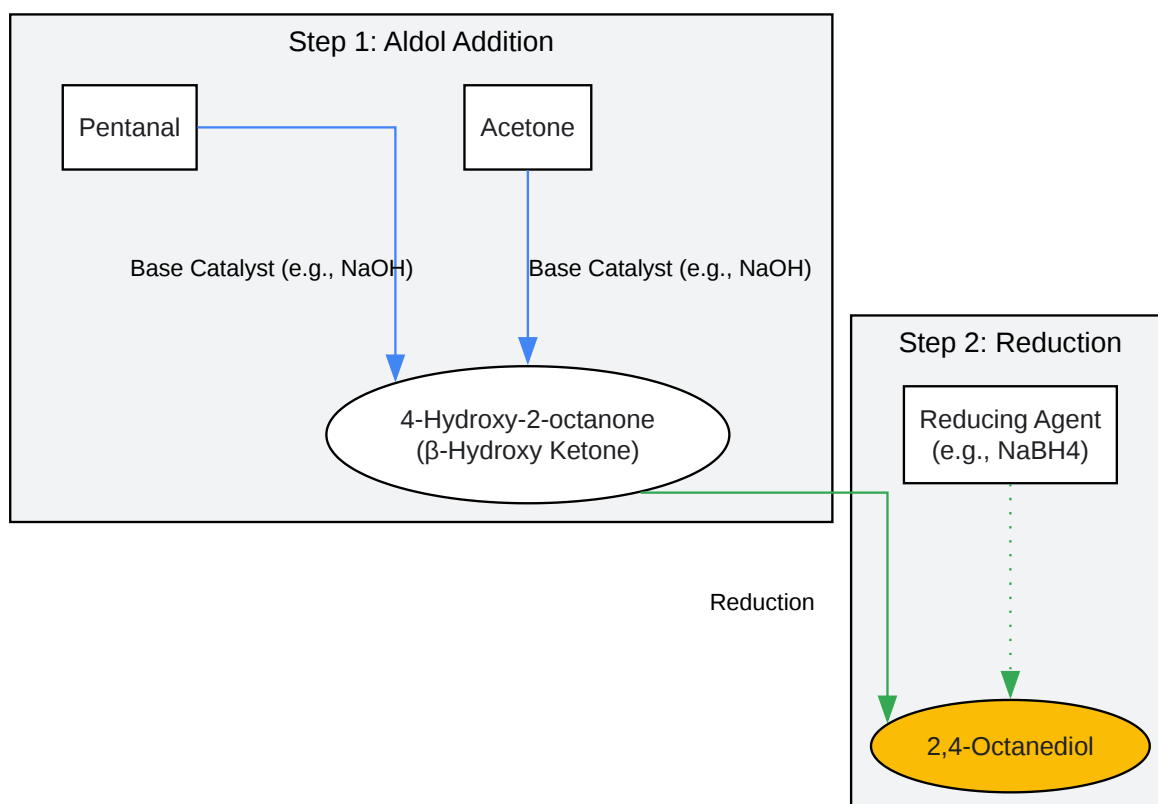 Step 1: Aldol Addition
Pentanal
Acetone
Base Catalyst (e.g., NaOH)
Base Catalyst (e.g., NaOH)
4-Hydroxy-2-octanone
(β-Hydroxy Ketone)
Step 2: Reduction
Reducing Agent
(e.g., NaBH4)
Reduction
2,4-Octanediol